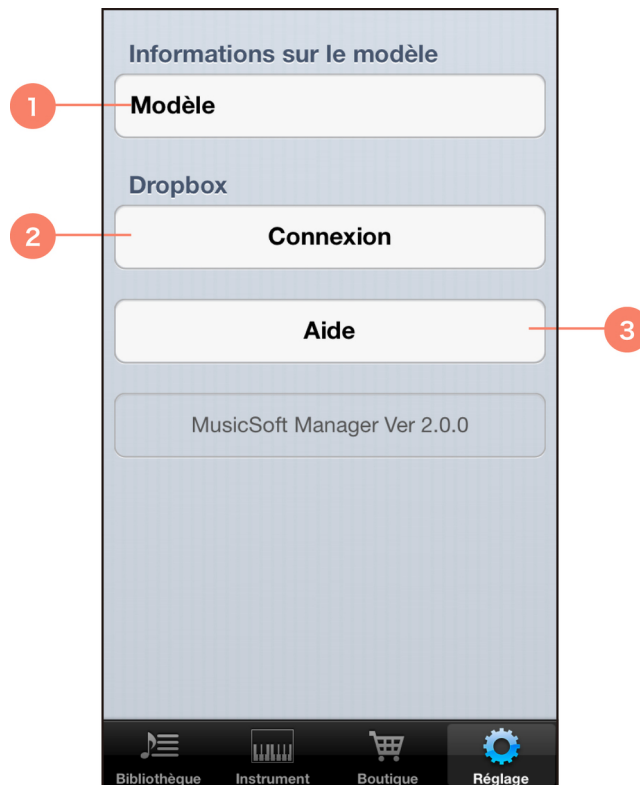 Informations sur le modèle
1
Modèle
Dropbox
2
Connexion
Aide
3
MusicSoft Manager Ver 2.0.0
Bibliothèque Instrument Boutique Réglage